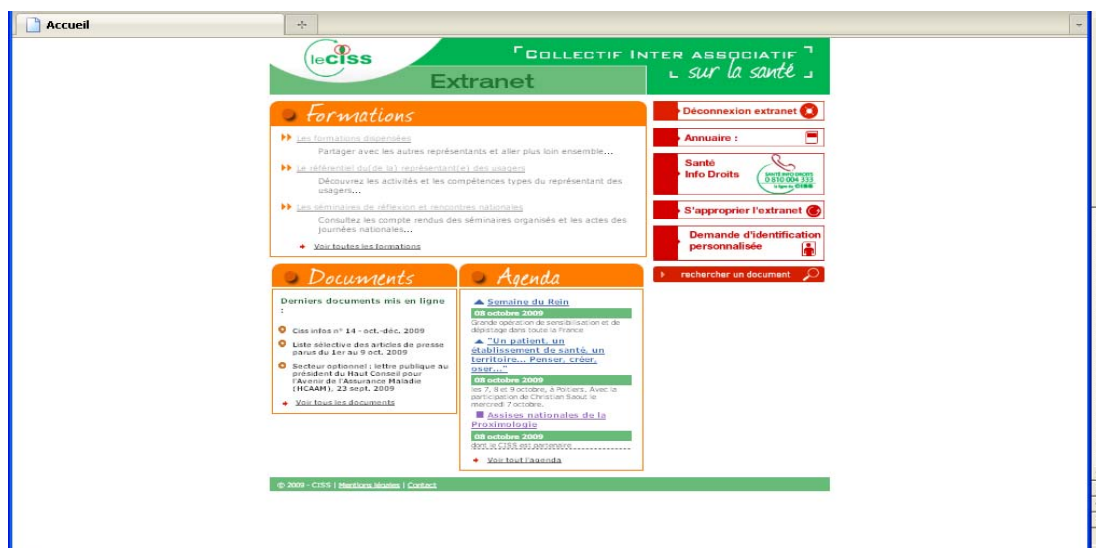 Accueil
leciss
COLLECTIF INTER ASSOCIATIF
sur la santé
Extranet
Formations
Les formations dispensées
Partager avec les autres représentants et aller plus loin ensemble...
Le référentiel du(de la) représentant(e) des usagers
Découvrez les activités et les compétences types du représentant des
usagers...
Les séminaires de réflexion et rencontres nationales
Consultez les compte rendus des séminaires organisés et les actes des
journées nationales...
Voir toutes les formations
Déconnexion extranet
Annuaire :
Santé
Info Droits
SANTÉ INFO DROITS
0 810 004 333
S'approprier l'extranet
Demande d'identification
personnalisée
rechercher un document
Documents
Derniers documents mis en ligne
:
Ciss infos n° 14 - oct.-déc. 2009
Liste sélective des articles de presse
parus du 1er au 9 oct. 2009
Secteur optionnel : lettre publique au
président du Haut Conseil pour
l'Avenir de l'Assurance Maladie
(HCAAM), 23 sept. 2009
Voir tous les documents
Agenda
Semaine du Rein
08 octobre 2009
Grande opération de sensibilisation et de
dépistage dans toute la France
"Un patient, un
établissement de santé, un
territoire... Penser, créer,
oser..."
08 octobre 2009
les 7, 8 et 9 octobre, à Poitiers. Avec la
participation de Christian Saout le
mercredi 7 octobre.
Assises nationales de la
Proximologie
08 octobre 2009
dont le CISS est partenaire
Voir tout l'agenda
© 2009 - CISS | Mentions légales | Contact